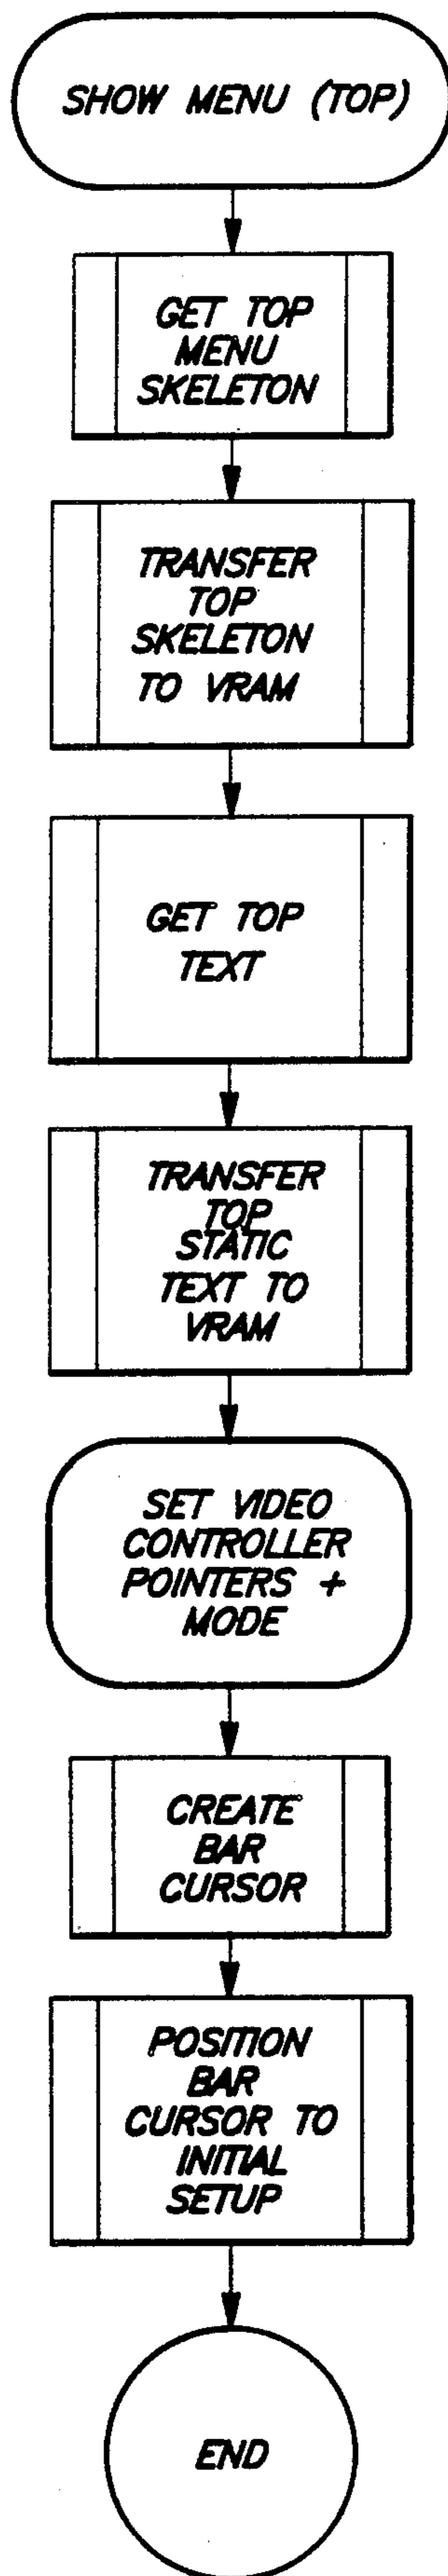 SHOW MENU (TOP)
GET TOP
MENU
SKELETON
TRANSFER
TOP
SKELETON
TO VRAM
GET TOP
TEXT
TRANSFER
TOP
STATIC
TEXT TO
VRAM
SET VIDEO
CONTROLLER
POINTERS +
MODE
CREATE
BAR
CURSOR
POSITION
BAR
CURSOR TO
INITIAL
SETUP
END